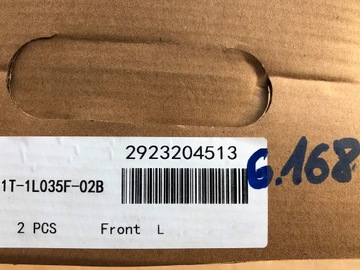 2923204513
1T-1L035F-02B
G.168
2 PCS Front L